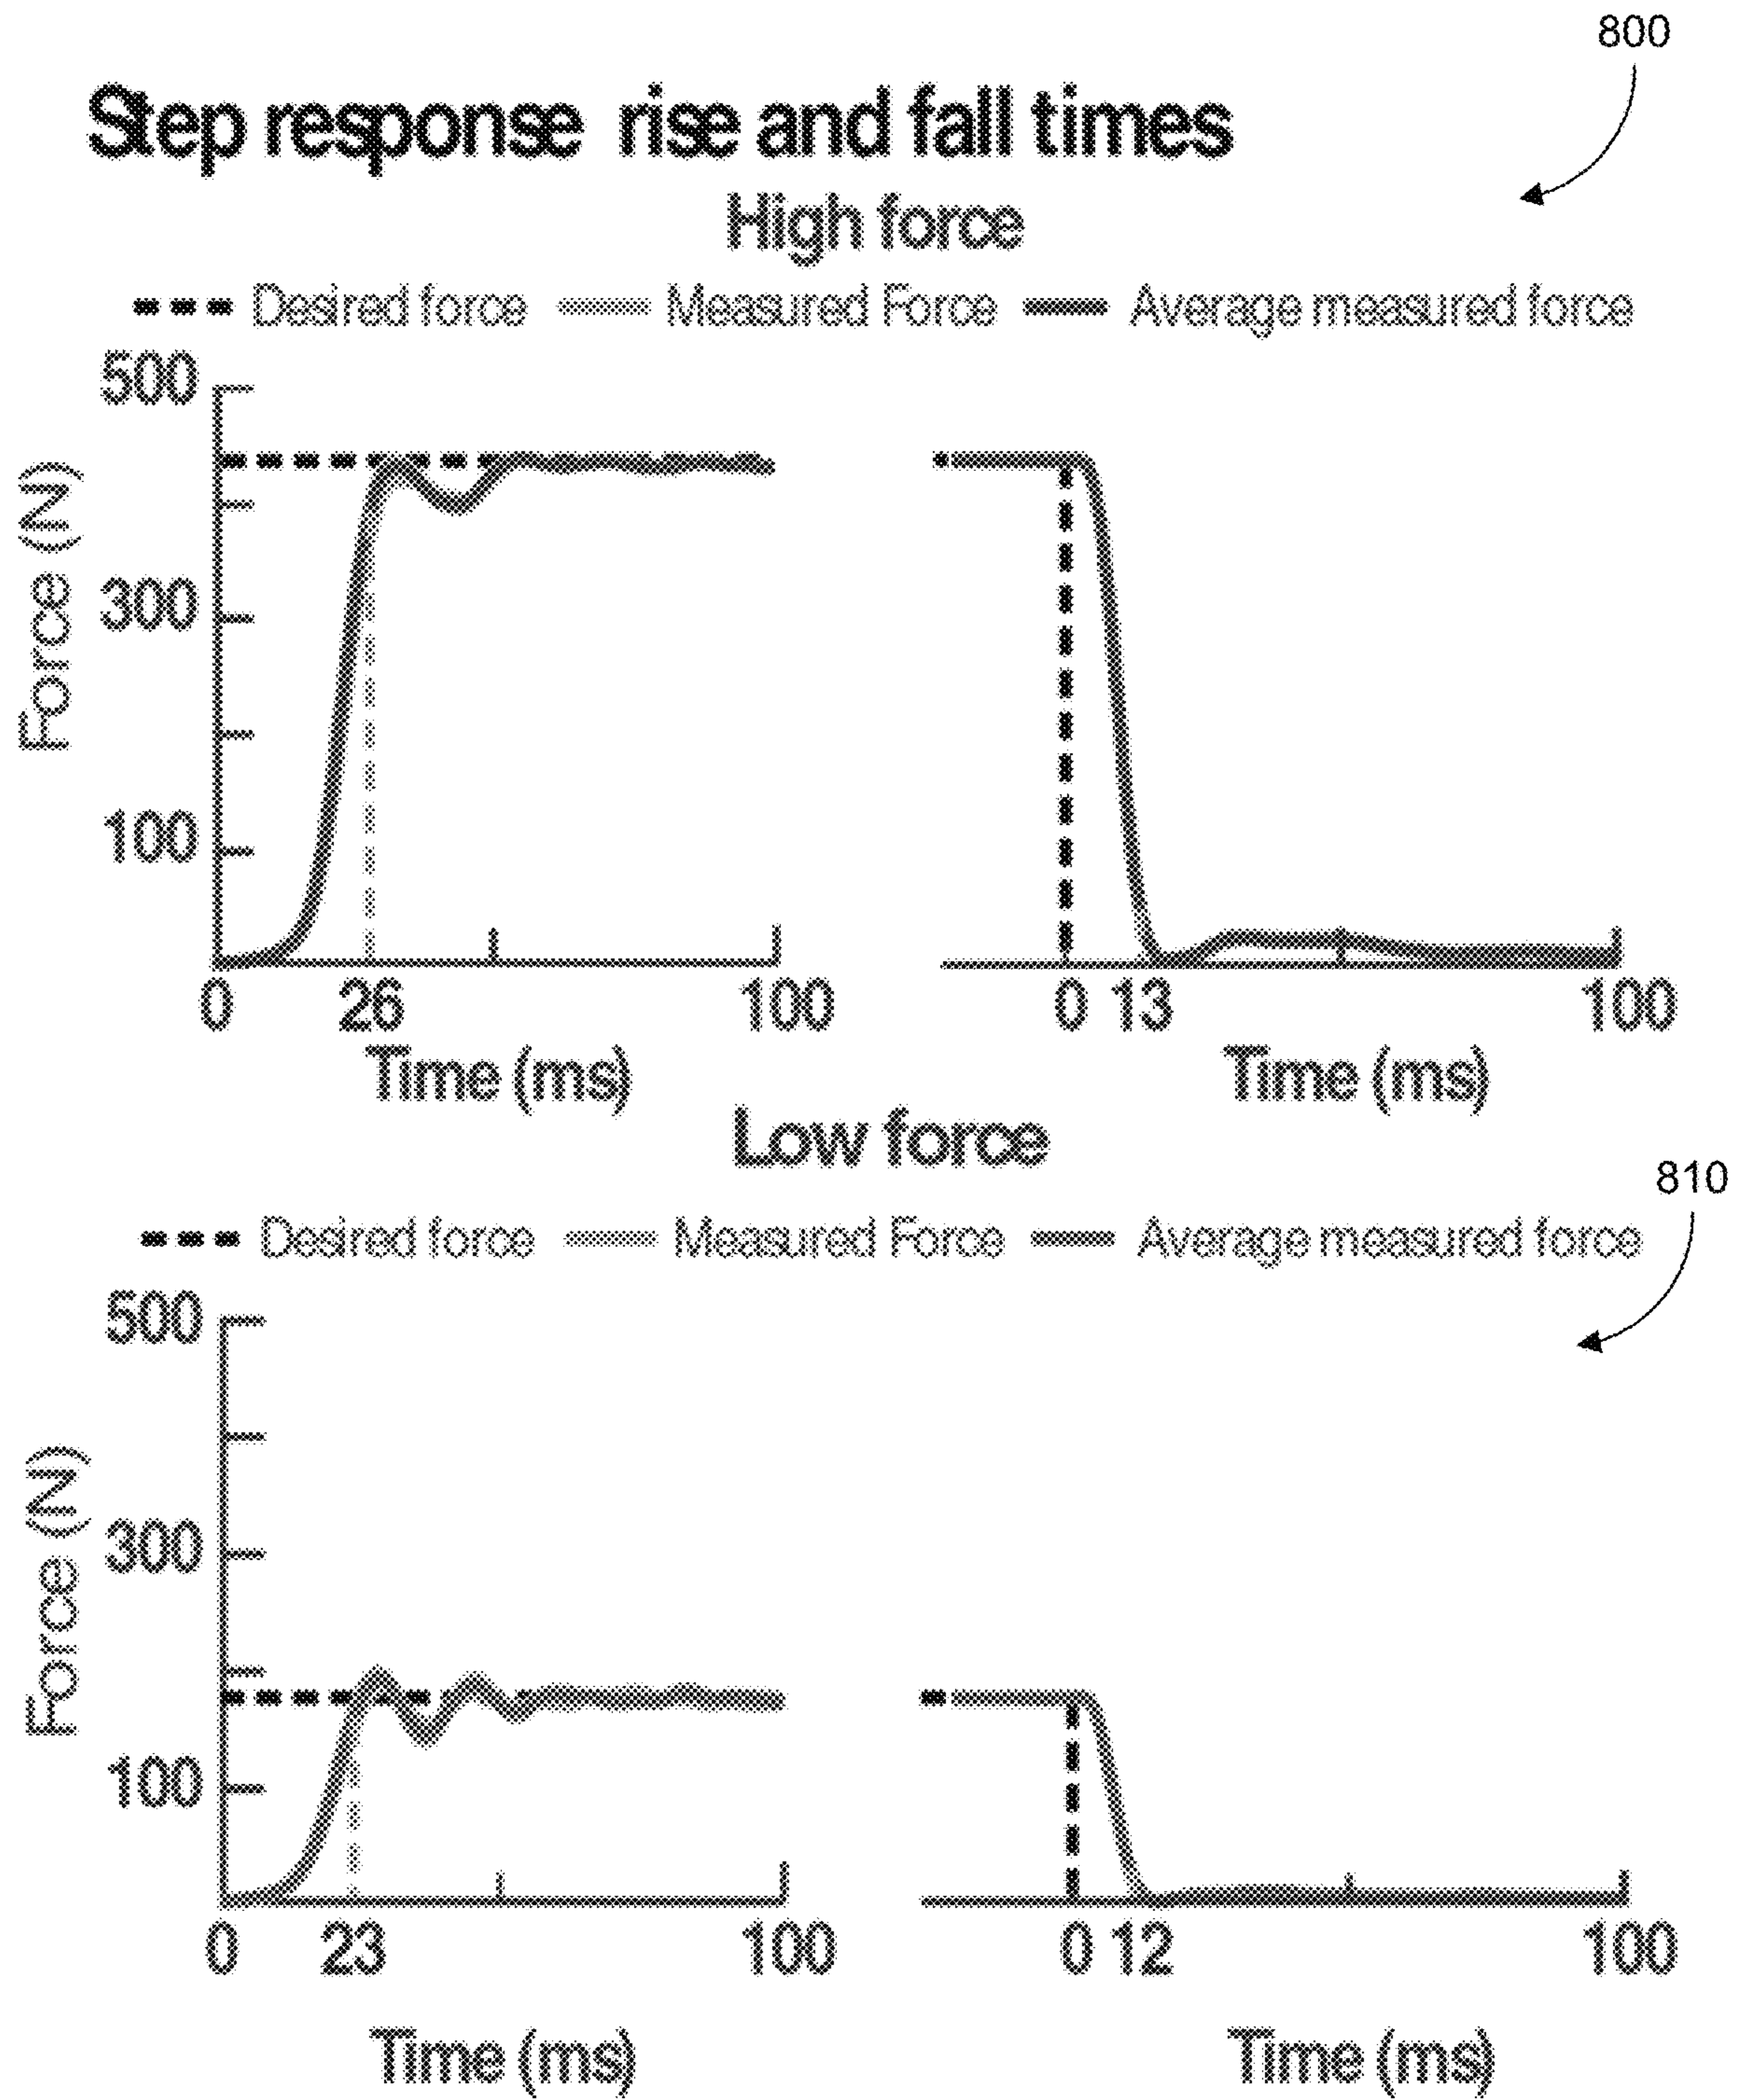 800
Step response rise and fall times
High force
Desired force Measured Force Average measured force
500
300
100
Force (N)
0 26 100 0 13 100
Time (ms) Time (ms)
Low force
810
Desired force Measured Force Average measured force
500
300
100
Force (N)
0 23 100 0 12 100
Time (ms) Time (ms)